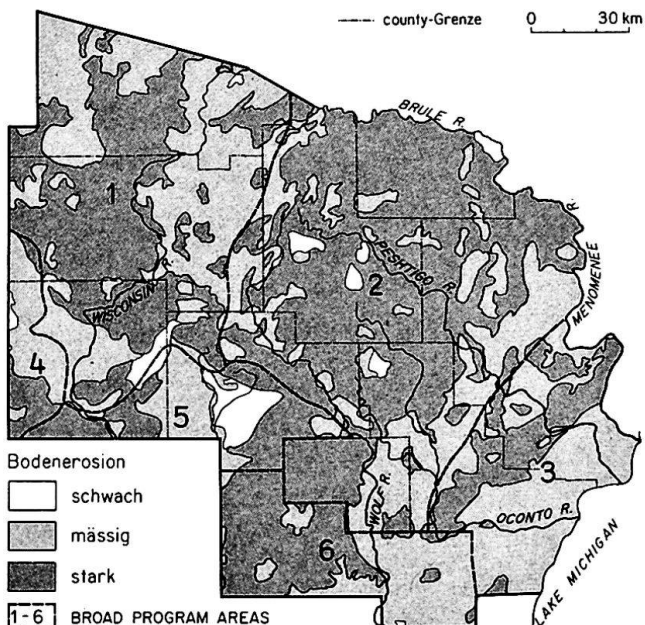 county-Grenze
0 30 km
BRULE R.
1
PESHTIGO R.
2
MENOMENEE R.
WISCONSIN R.
4
5
3
WOLF R.
OCONTO R.
6
LAKE MICHIGAN
Bodenerosion
schwach
mässig
stark
1-6 BROAD PROGRAM AREAS